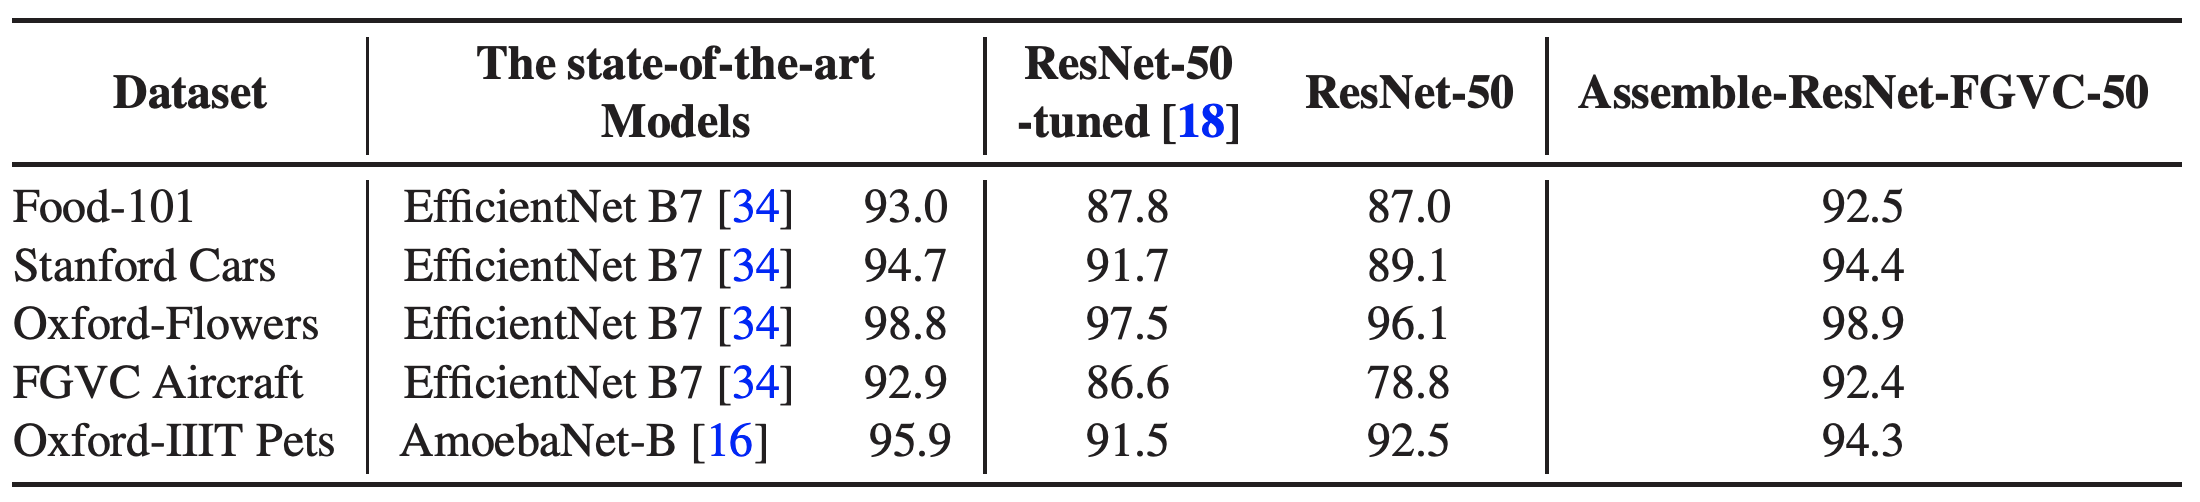 Dataset The state-of-the-art Models ResNet-50 -tuned [18] ResNet-50 Assemble-ResNet-FGVC-50
Food-101 EfficientNet B7 [34] 93.0 87.8 87.0 92.5
Stanford Cars EfficientNet B7 [34] 94.7 91.7 89.1 94.4
Oxford-Flowers EfficientNet B7 [34] 98.8 97.5 96.1 98.9
FGVC Aircraft EfficientNet B7 [34] 92.9 86.6 78.8 92.4
Oxford-IIIT Pets AmoebaNet-B [16] 95.9 91.5 92.5 94.3